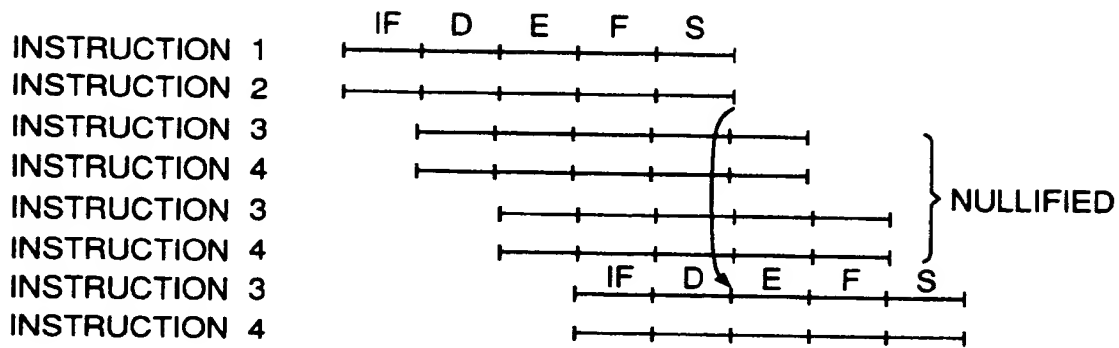 IF D E F S
INSTRUCTION 1
INSTRUCTION 2
INSTRUCTION 3
INSTRUCTION 4
INSTRUCTION 3
NULLIFIED
INSTRUCTION 4
IF D E F S
INSTRUCTION 3
INSTRUCTION 4